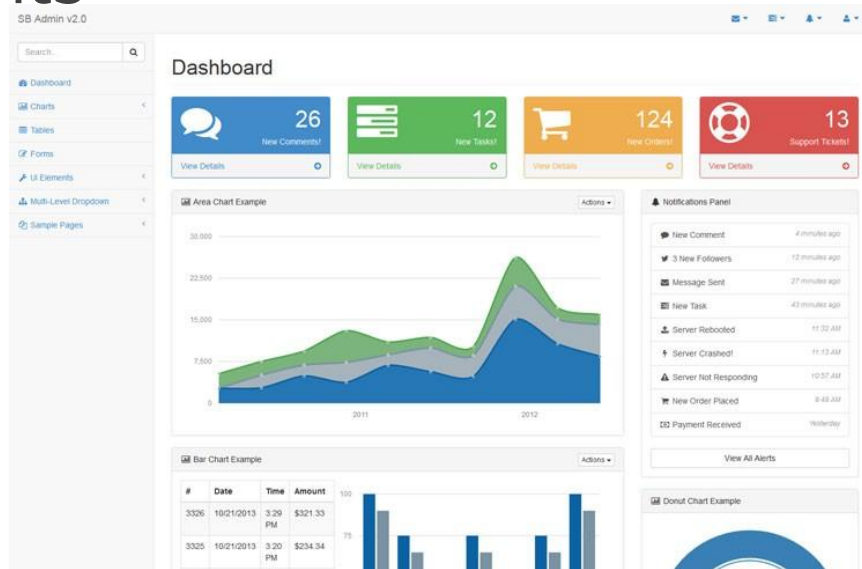 SB Admin v2.0
Search...
Dashboard
Charts
Tables
Forms
UI Elements
Multi-Level Dropdown
Sample Pages
Dashboard
26
New Comments!
View Details
12
New Tasks!
View Details
124
New Orders!
View Details
13
Support Tickets!
View Details
Area Chart Example
Actions
30,000
22,500
15,000
7,500
0
2011
2012
Notifications Panel
New Comment 4 minutes ago
3 New Followers 12 minutes ago
Message Sent 27 minutes ago
New Task 43 minutes ago
Server Rebooted 11:32 AM
Server Crashed! 11:13 AM
Server Not Responding 10:57 AM
New Order Placed 9:49 AM
Payment Received Yesterday
View All Alerts
Bar Chart Example
Actions
# Date Time Amount
3326 10/21/2013 3:29
PM
$321.33
3325 10/21/2013 3:20
PM
$234.34
100
75
Donut Chart Example